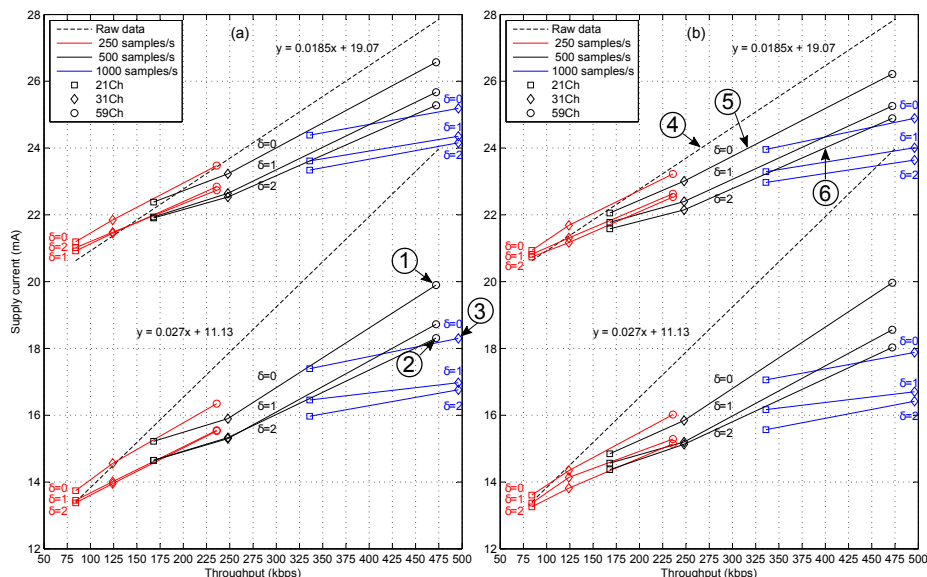 28
26
24
22
20
18
16
14
12
Supply current (mA)
Raw data
250 samples/s
500 samples/s
1000 samples/s
21Ch
31Ch
59Ch
(a)
y = 0.0185x + 19.07
δ=0
δ=1
δ=2
δ=0
δ=1
δ=2
δ=0
δ=2
δ=1
1
2
3
y = 0.027x + 11.13
δ=0
δ=1
δ=2
δ=0
δ=1
δ=2
δ=0
δ=1
δ=2
50 75 100 125 150 175 200 225 250 275 300 325 350 375 400 425 450 475 500
Throughput (kbps)
28
26
24
22
20
18
16
14
12
Raw data
250 samples/s
500 samples/s
1000 samples/s
21Ch
31Ch
59Ch
(b)
y = 0.0185x + 19.07
4
5
6
δ=0
δ=1
δ=2
δ=0
δ=1
δ=2
δ=0
δ=1
δ=2
y = 0.027x + 11.13
δ=0
δ=1
δ=2
δ=0
δ=1
δ=2
δ=0
δ=1
δ=2
50 75 100 125 150 175 200 225 250 275 300 325 350 375 400 425 450 475 500
Throughput (kbps)